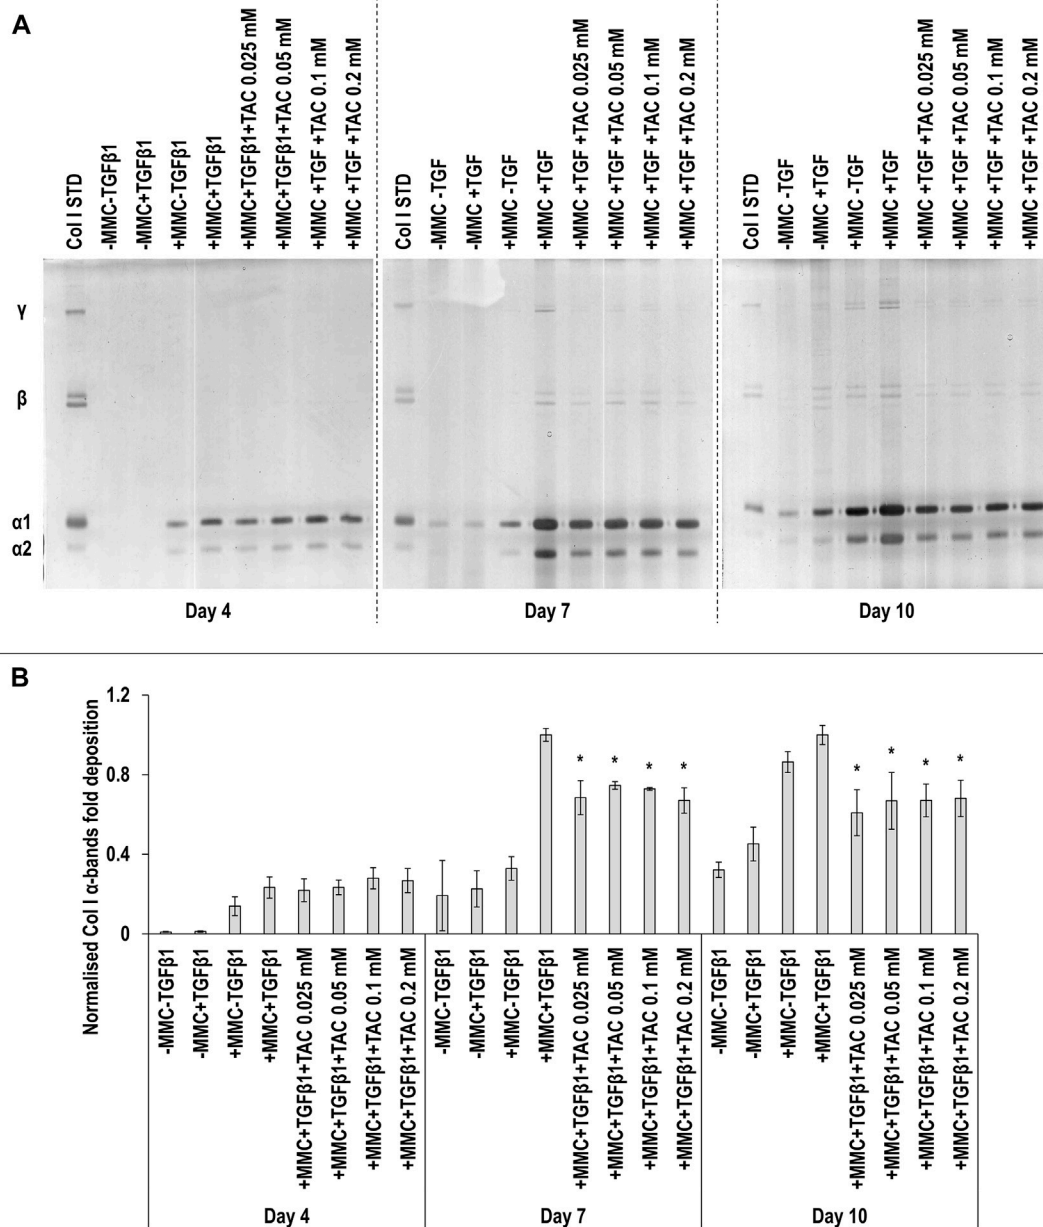 A
Col I STD
-MMC-TGFβ1
-MMC+TGFβ1
+MMC-TGFβ1
+MMC+TGFβ1
+MMC+TGFβ1+TAC 0.025 mM
+MMC+TGFβ1+TAC 0.05 mM
+MMC +TGF +TAC 0.1 mM
+MMC +TGF +TAC 0.2 mM
Col I STD
-MMC -TGF
-MMC +TGF
+MMC -TGF
+MMC +TGF
+MMC +TGF +TAC 0.025 mM
+MMC +TGF +TAC 0.05 mM
+MMC +TGF +TAC 0.1 mM
+MMC +TGF +TAC 0.2 mM
Col I STD
-MMC -TGF
-MMC +TGF
+MMC -TGF
+MMC +TGF
+MMC +TGF +TAC 0.025 mM
+MMC +TGF +TAC 0.05 mM
+MMC +TGF +TAC 0.1 mM
+MMC +TGF +TAC 0.2 mM
γ
β
α1
α2
Day 4
Day 7
Day 10
B
Normalised Col I α-bands fold deposition
1.2
0.8
0.4
0
* * * *
* * * *
-MMC-TGFβ1
-MMC+TGFβ1
+MMC-TGFβ1
+MMC+TGFβ1
+MMC+TGFβ1+TAC 0.025 mM
+MMC+TGFβ1+TAC 0.05 mM
+MMC+TGFβ1+TAC 0.1 mM
+MMC+TGFβ1+TAC 0.2 mM
-MMC-TGFβ1
-MMC+TGFβ1
+MMC-TGFβ1
+MMC+TGFβ1
+MMC+TGFβ1+TAC 0.025 mM
+MMC+TGFβ1+TAC 0.05 mM
+MMC+TGFβ1+TAC 0.1 mM
+MMC+TGFβ1+TAC 0.2 mM
-MMC-TGFβ1
-MMC+TGFβ1
+MMC-TGFβ1
+MMC+TGFβ1
+MMC+TGFβ1+TAC 0.025 mM
+MMC+TGFβ1+TAC 0.05 mM
+MMC+TGFβ1+TAC 0.1 mM
+MMC+TGFβ1+TAC 0.2 mM
Day 4
Day 7
Day 10